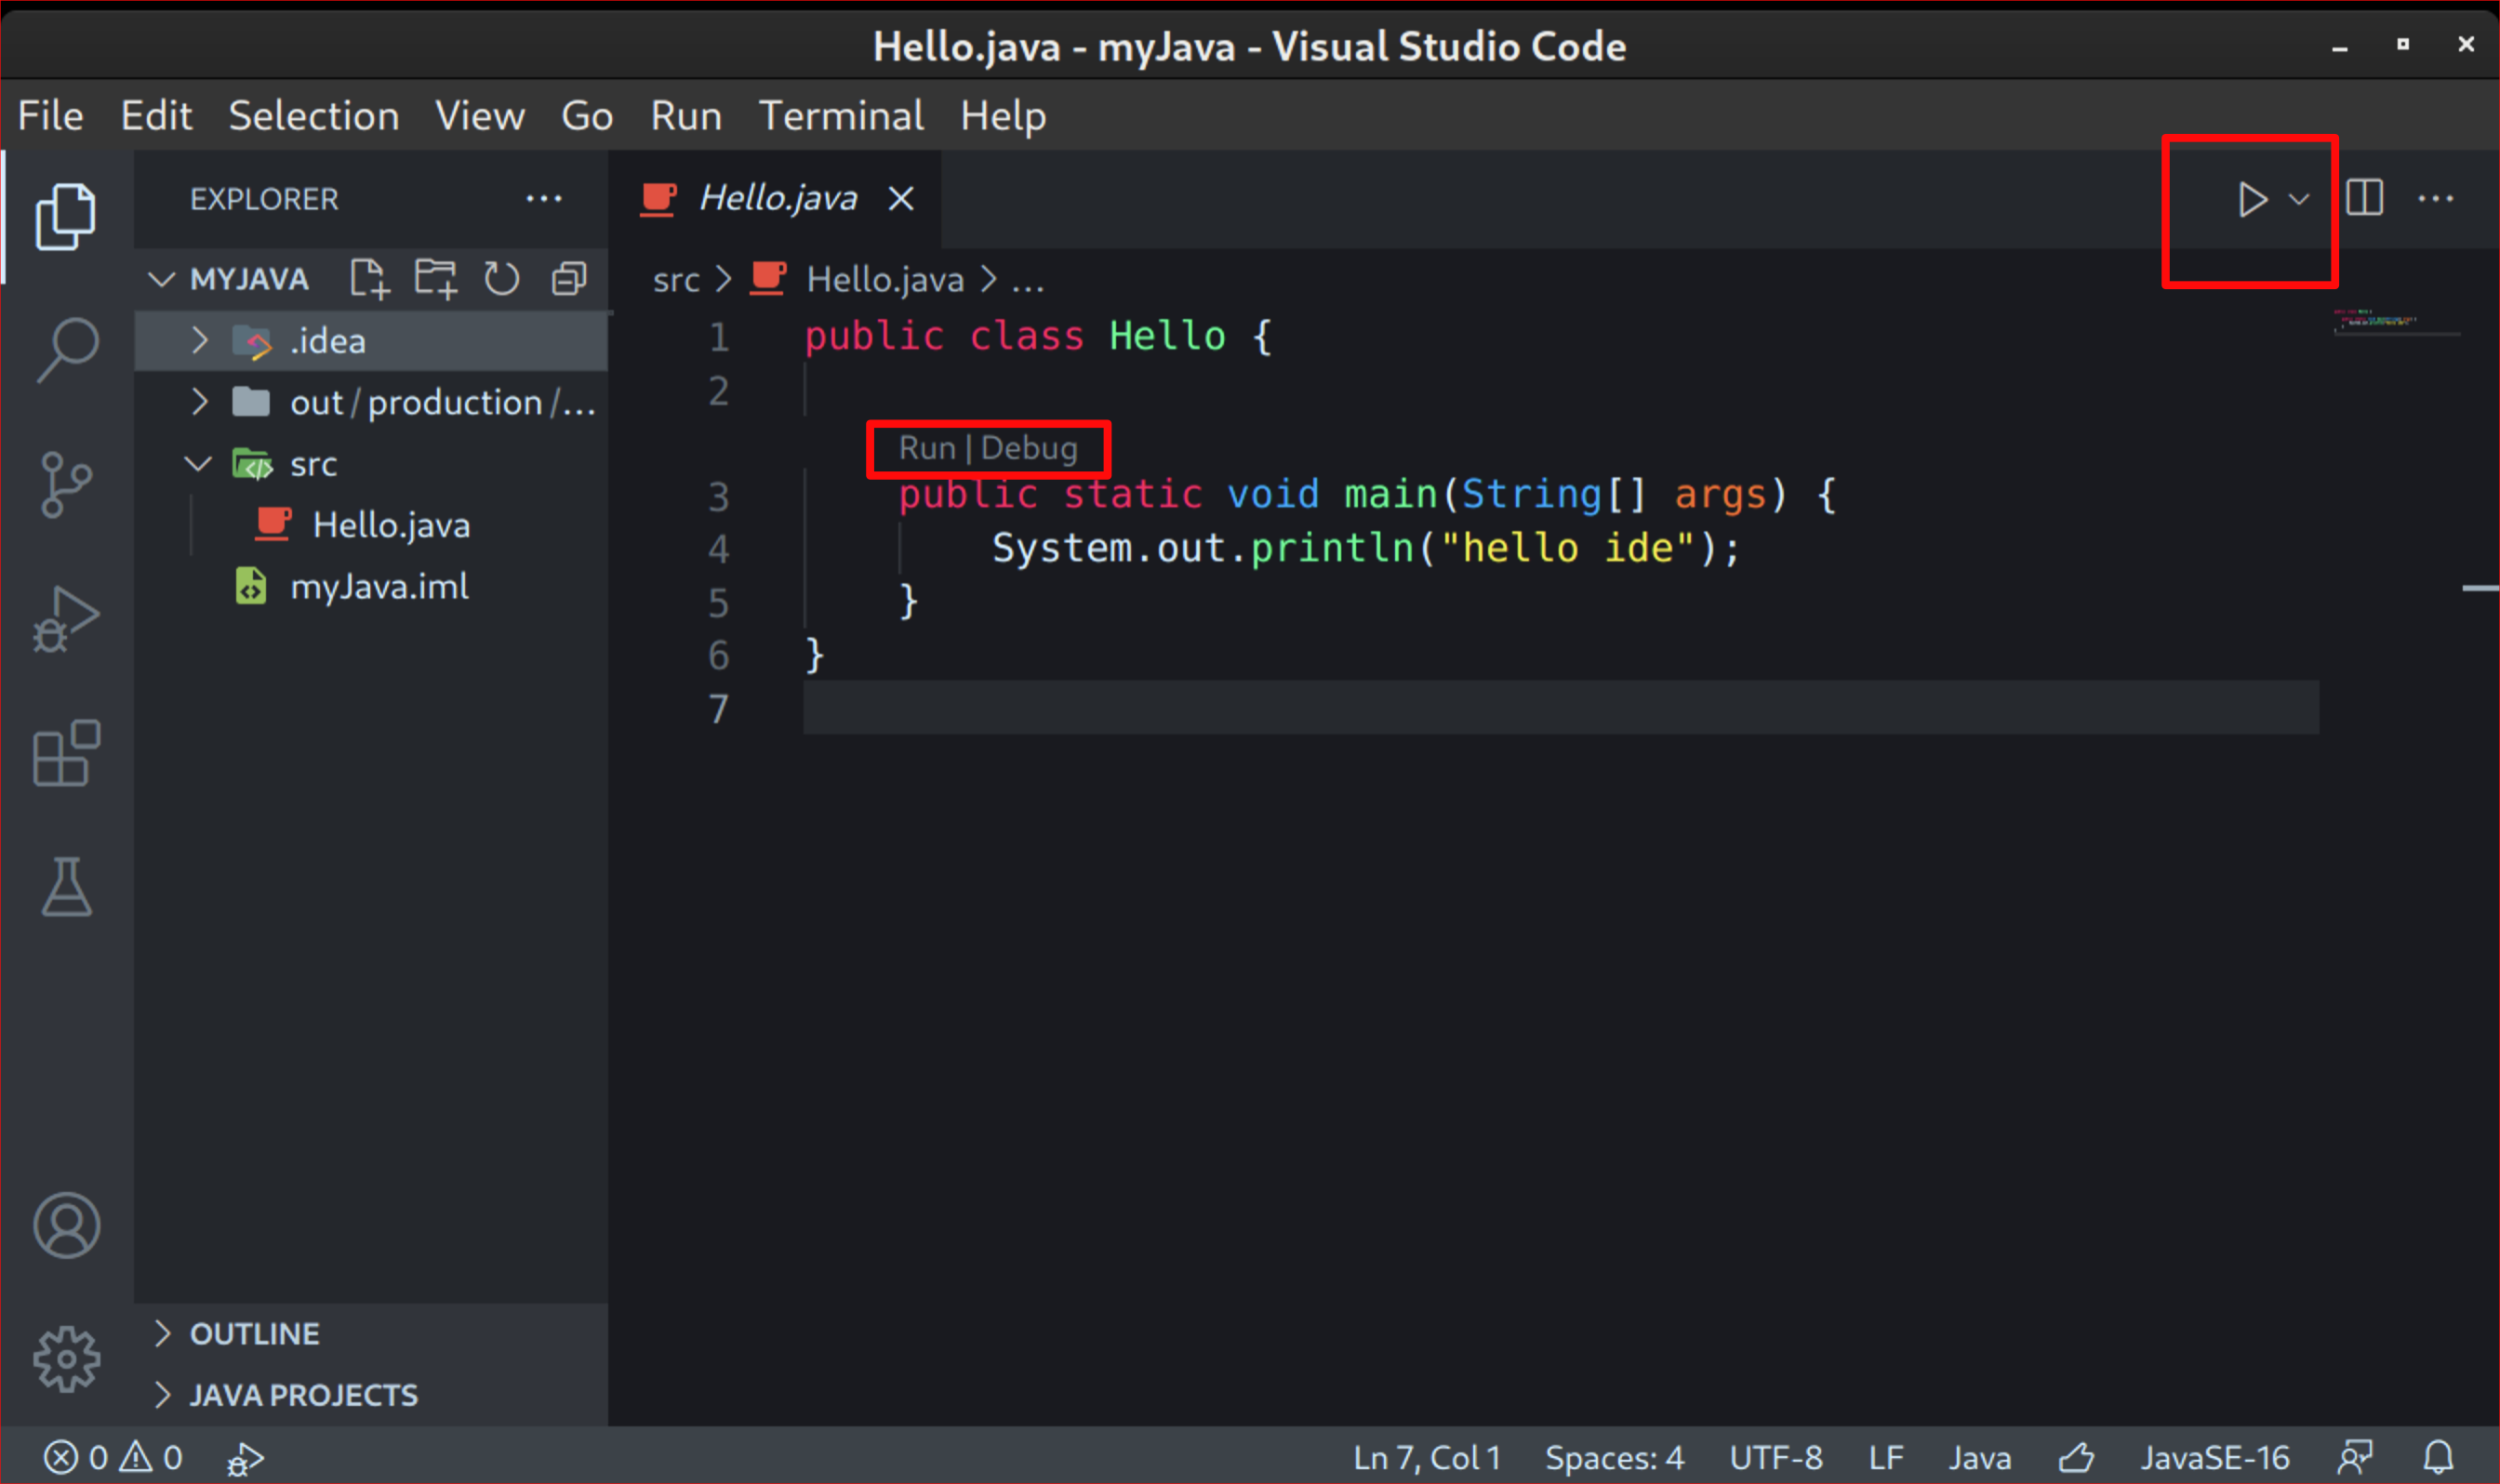 Hello.java - myJava - Visual Studio Code
File Edit Selection View Go Run Terminal Help
EXPLORER
MYJAVA
.idea
out/production/...
src
Hello.java
myJava.iml
OUTLINE
JAVA PROJECTS
Hello.java
src > Hello.java > ...
1 public class Hello {
2
Run | Debug
3 public static void main(String[] args) {
4 System.out.println("hello ide");
5 }
6 }
7
0 0 Ln 7, Col 1 Spaces: 4 UTF-8 LF Java JavaSE-16